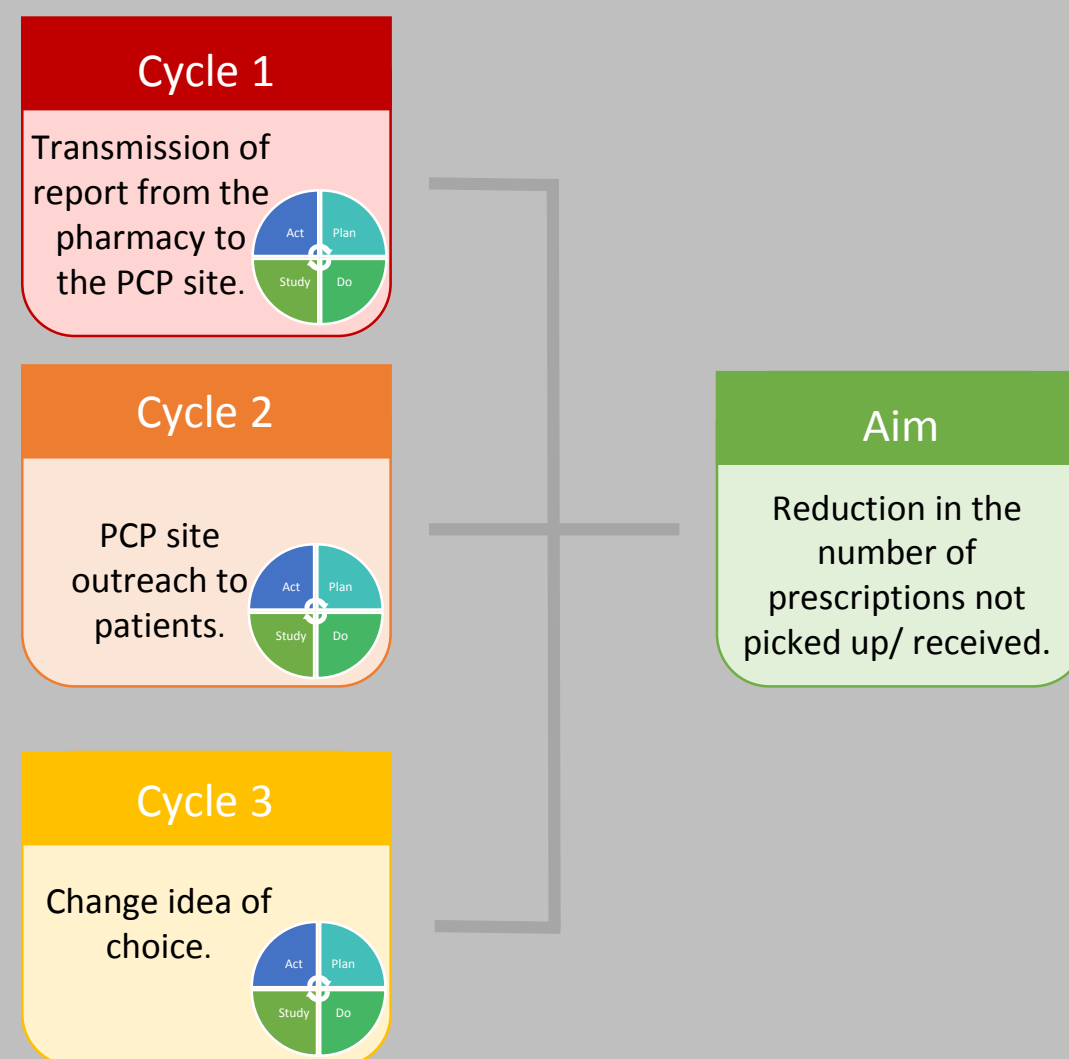 Cycle 1
Transmission of
report from the
pharmacy to
the PCP site.
Act Plan
Study Do
Cycle 2
PCP site
outreach to
patients.
Act Plan
Study Do
Cycle 3
Change idea of
choice.
Act Plan
Study Do
Aim
Reduction in the
number of
prescriptions not
picked up/ received.